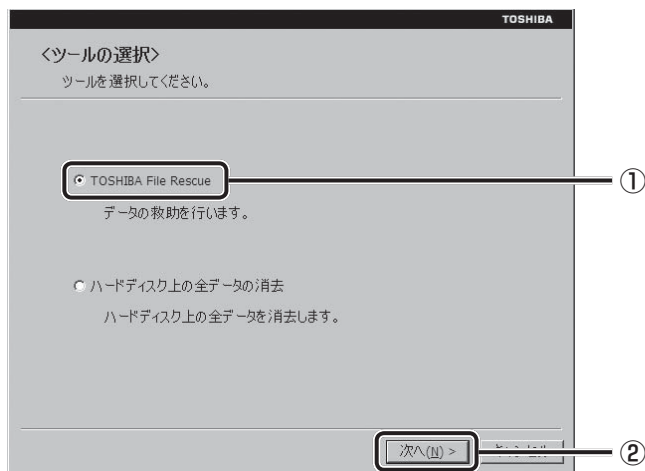 TOSHIBA
<ツールの選択>
ツールを選択してください。
TOSHIBA File Rescue
①
データの救助を行います。
ハードディスク上の全データの消去
ハードディスク上の全データを消去します。
次へ(N) >
②